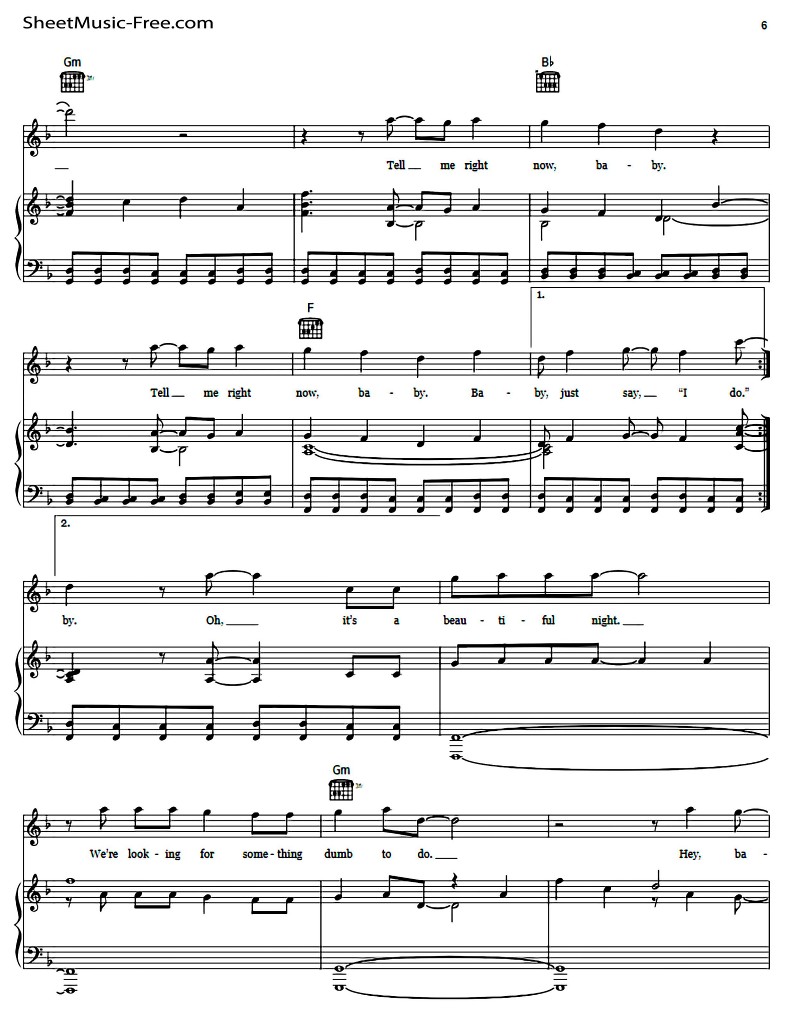 SheetMusic-Free.com
6
Gm B♭
3fr
Tell me right now, ba - by.
F
1.
Tell me right now, ba - by. Ba - by, just say, “I do.”
2.
by. Oh, it’s a beau - ti - ful night.
Gm
3fr
We’re look - ing for some - thing dumb to do. Hey, ba -